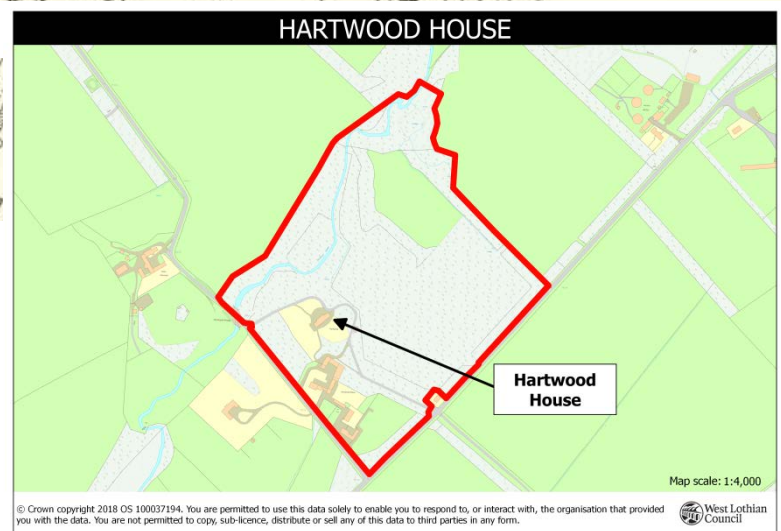 HARTWOOD HOUSE
Hartwood
House
Map scale: 1:4,000
© Crown copyright 2018 OS 100037194. You are permitted to use this data solely to enable you to respond to, or interact with, the organisation that provided
you with the data. You are not permitted to copy, sub-licence, distribute or sell any of this data to third parties in any form.
West Lothian
Council